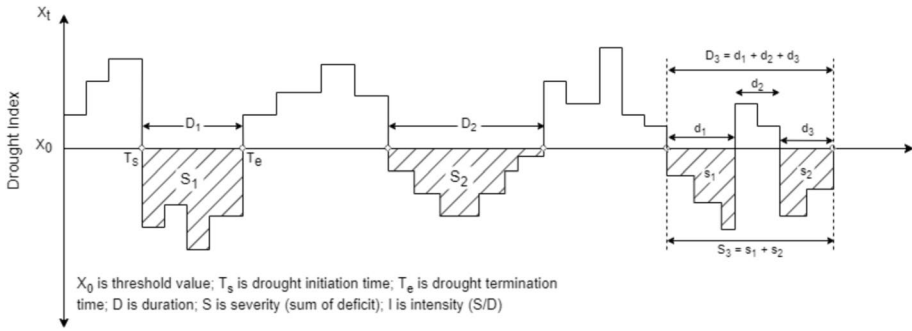 Xt
D3 = d1 + d2 + d3
d2
D1
D2
d1
d3
Drought Index
X0
Ts
Te
S1
S2
s1
s2
S3 = s1 + s2
X0 is threshold value; Ts is drought initiation time; Te is drought termination
time; D is duration; S is severity (sum of deficit); I is intensity (S/D)